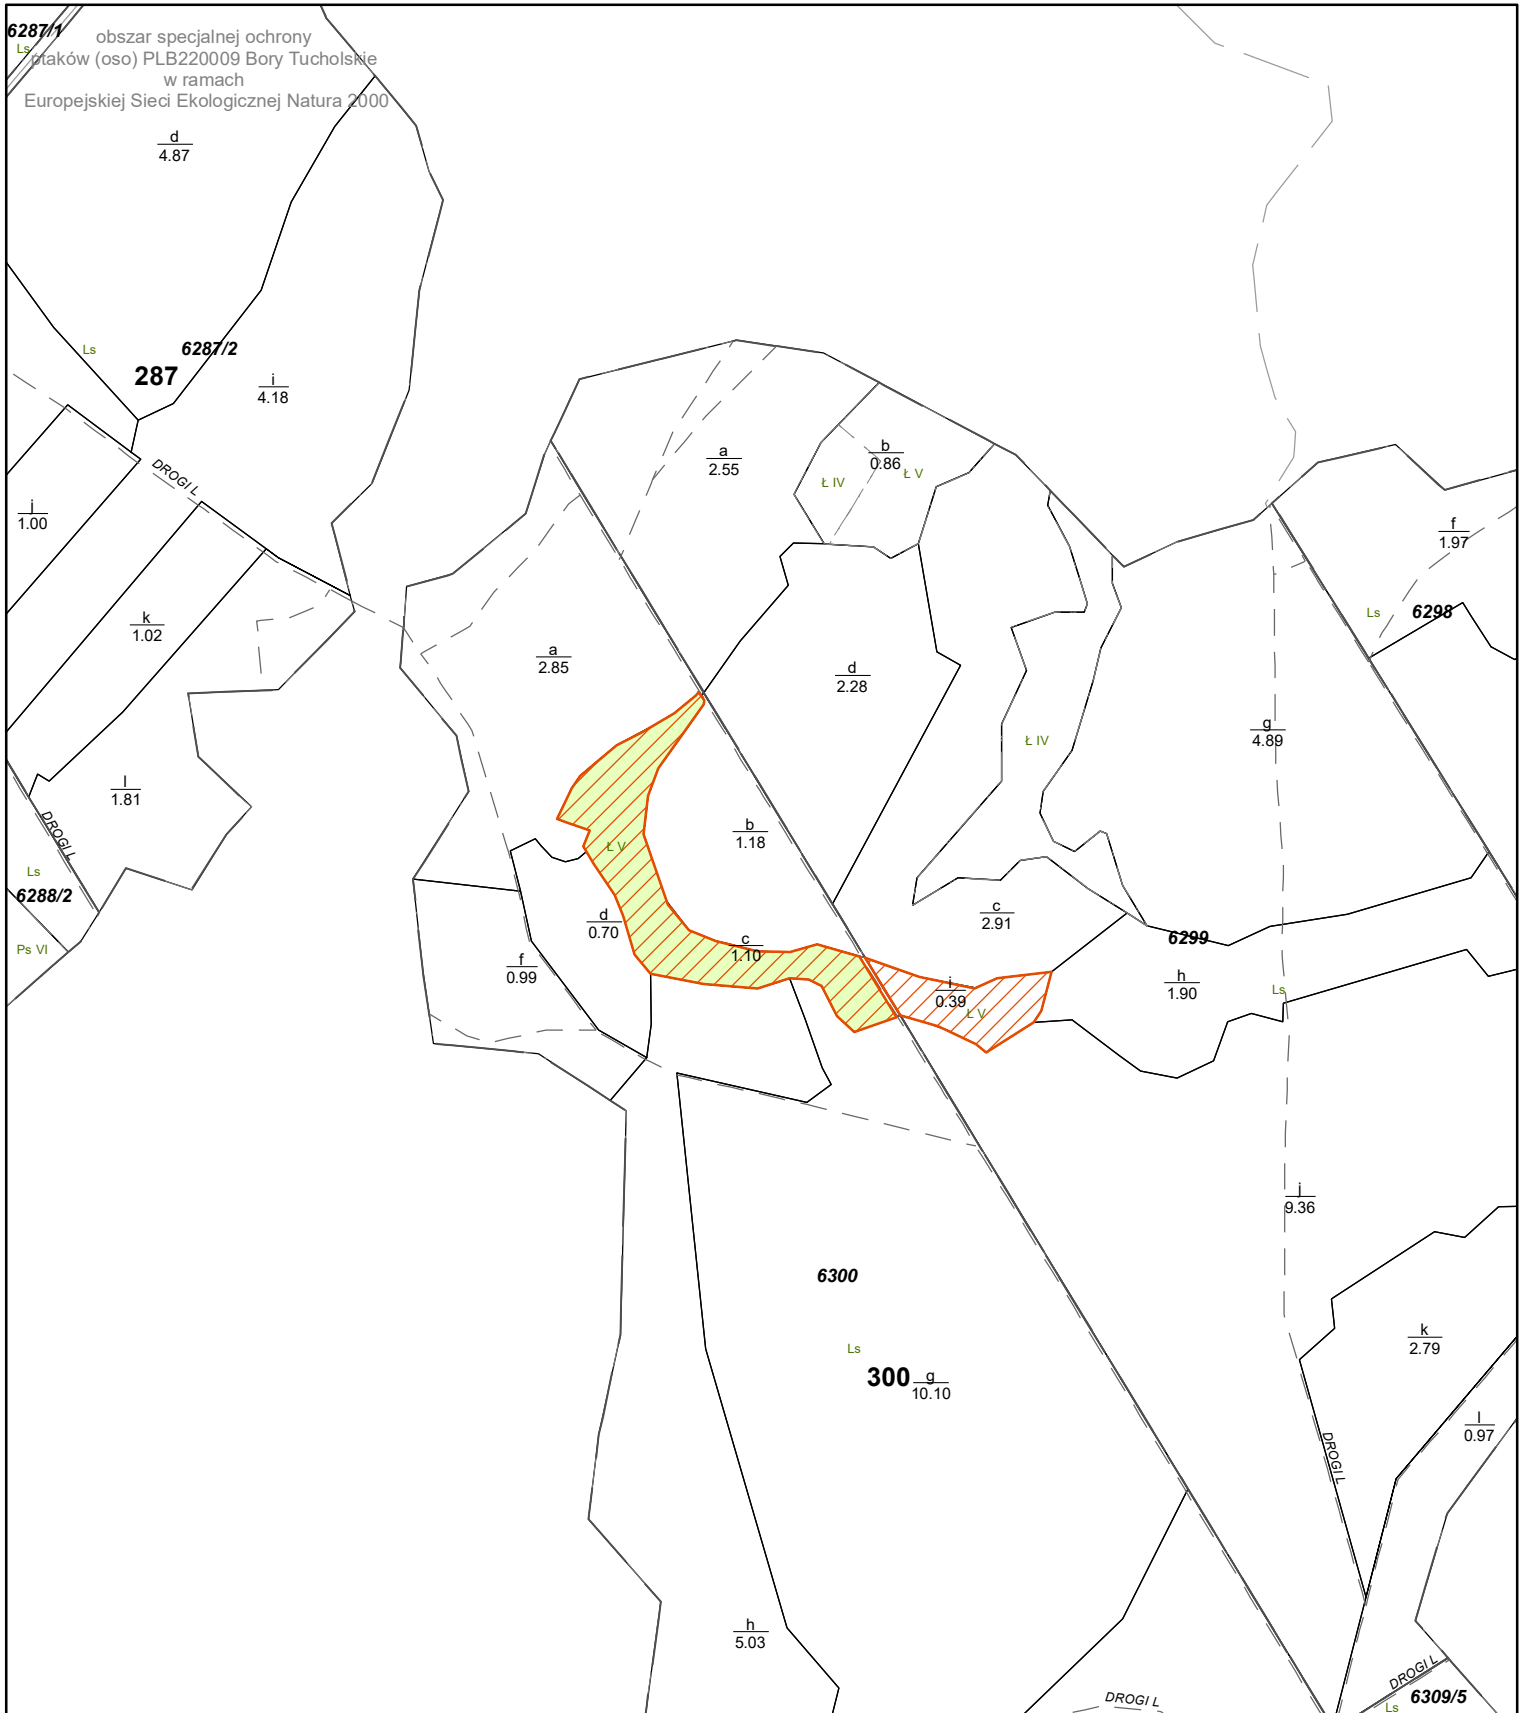 6287/1
Ls
obszar specjalnej ochrony
ptaków (oso) PLB220009 Bory Tucholskie
w ramach
Europejskiej Sieci Ekologicznej Natura 2000
d
4.87
Ls
6287/2
287
i
4.18
DROGI L
j
1.00
k
1.02
l
1.81
DROGI L
Ls
6288/2
Ps VI
a
2.55
b
0.86
Ł IV
Ł V
f
1.97
Ls
6298
a
2.85
d
2.28
g
4.89
Ł IV
b
1.18
Ł V
d
0.70
c
1.10
c
2.91
6299
f
0.99
i
0.39
Ł V
h
1.90
Ls
j
9.36
6300
Ls
300
g
10.10
k
2.79
l
0.97
DROGI L
h
5.03
DROGI L
DROGI L
6309/5
Ls